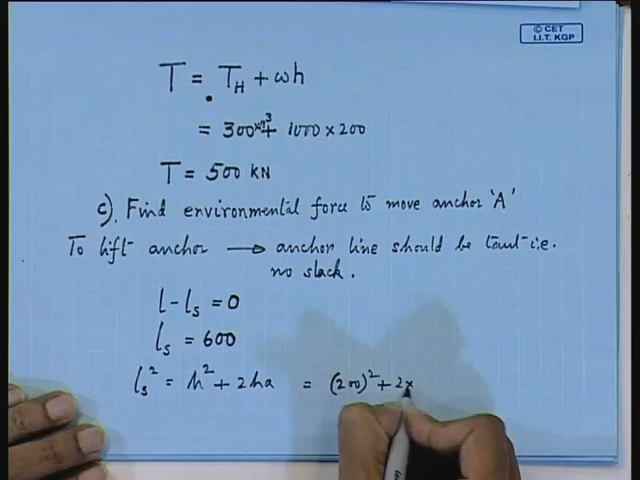 © CET
I.I.T. KGP
T = T_H + ωh
= 300×10³ + 1000 × 200
T = 500 KN
c). Find environmental force to move anchor 'A'
To lift anchor → anchor line should be taut i.e.
no slack.
l - l_s = 0
l_s = 600
l_s² = h² + 2ha = (200)² + 2×